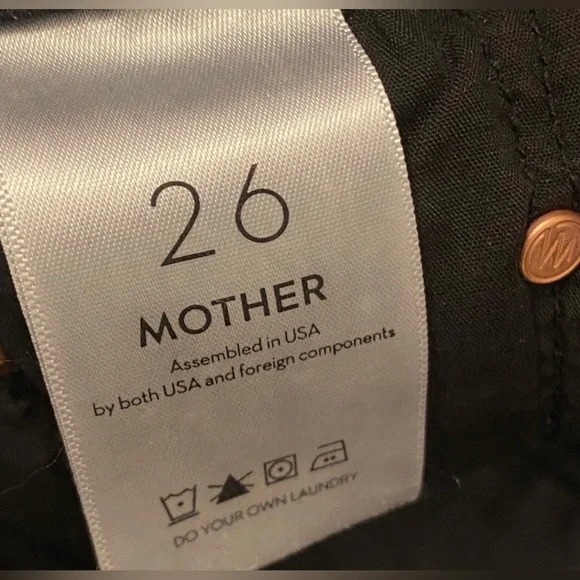 26
MOTHER
Assembled in USA
by both USA and foreign components
DO YOUR OWN LAUNDRY